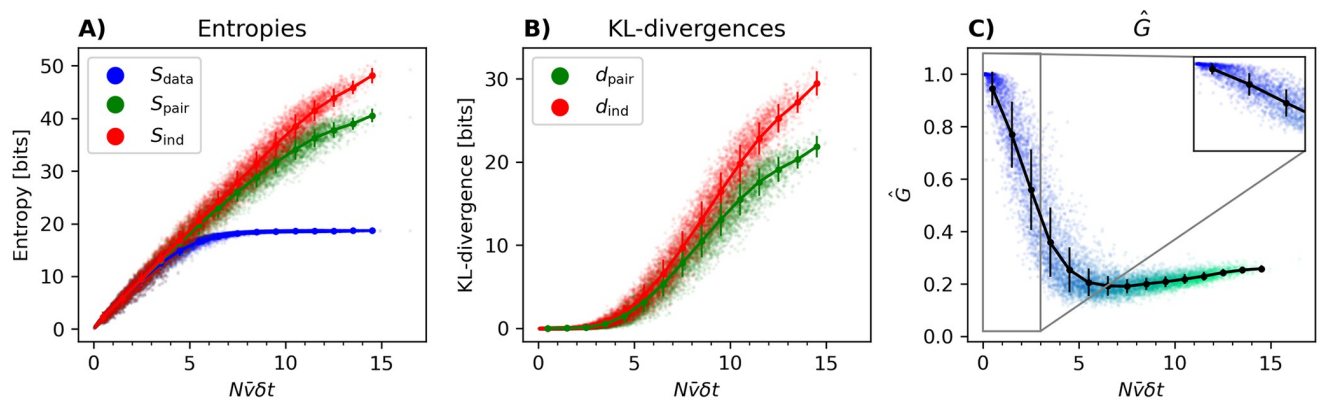 A) Entropies
Entropy [bits]
50
40
30
20
10
0
S_data
S_pair
S_ind
0 5 10 15
Nv̄δt
B) KL-divergences
KL-divergence [bits]
30
20
10
0
d_pair
d_ind
0 5 10 15
Nv̄δt
C) Ĝ
Ĝ
1.0
0.8
0.6
0.4
0.2
0.0
0 5 10 15
Nv̄δt